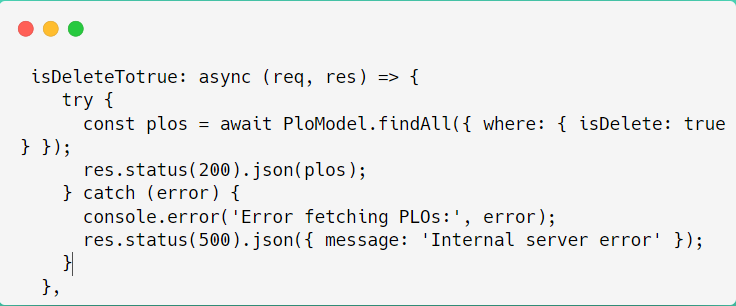 isDeleteTotrue: async (req, res) => {
try {
const plos = await PloModel.findAll({ where: { isDelete: true
} });
res.status(200).json(plos);
} catch (error) {
console.error('Error fetching PLOs:', error);
res.status(500).json({ message: 'Internal server error' });
}
},